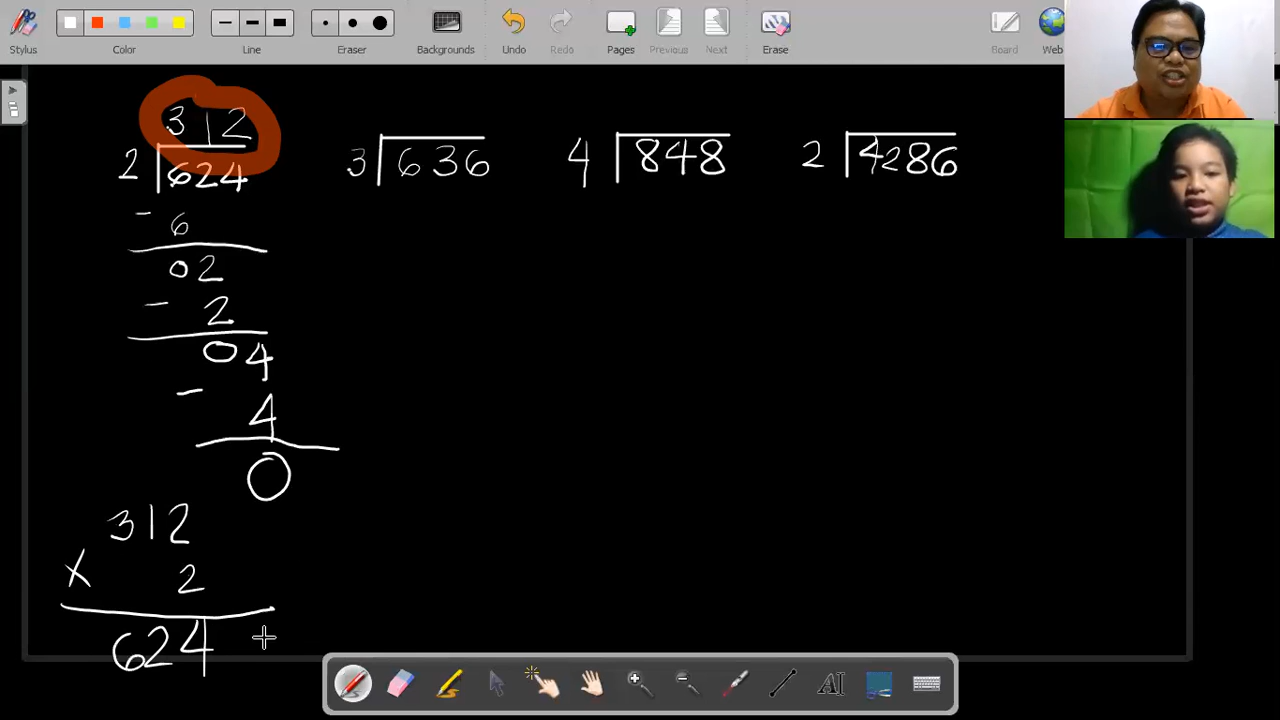 Stylus Color Line Eraser Backgrounds Undo Redo Pages Previous Next Erase Board Web
312
2 624 3 636 4 848 2 4286
- 6
02
- 2
04
- 4
0
312
X 2
624
AI